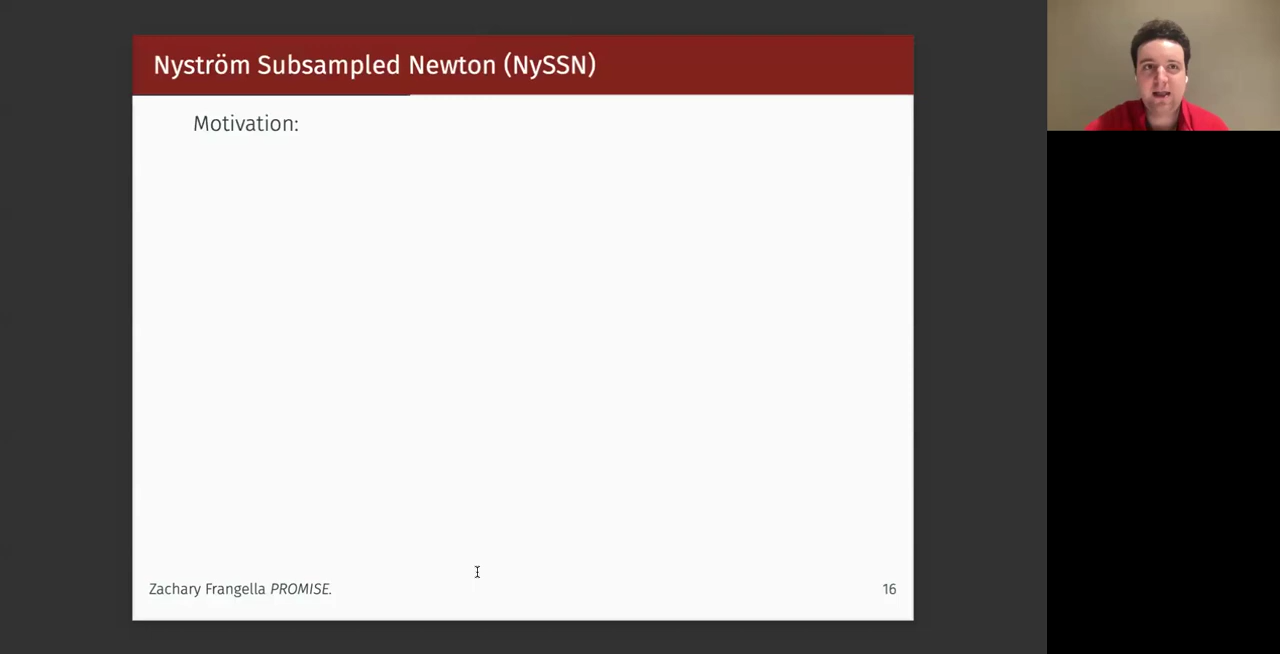 Nyström Subsampled Newton (NySSN)
Motivation:
Zachary Frangella PROMISE.
16